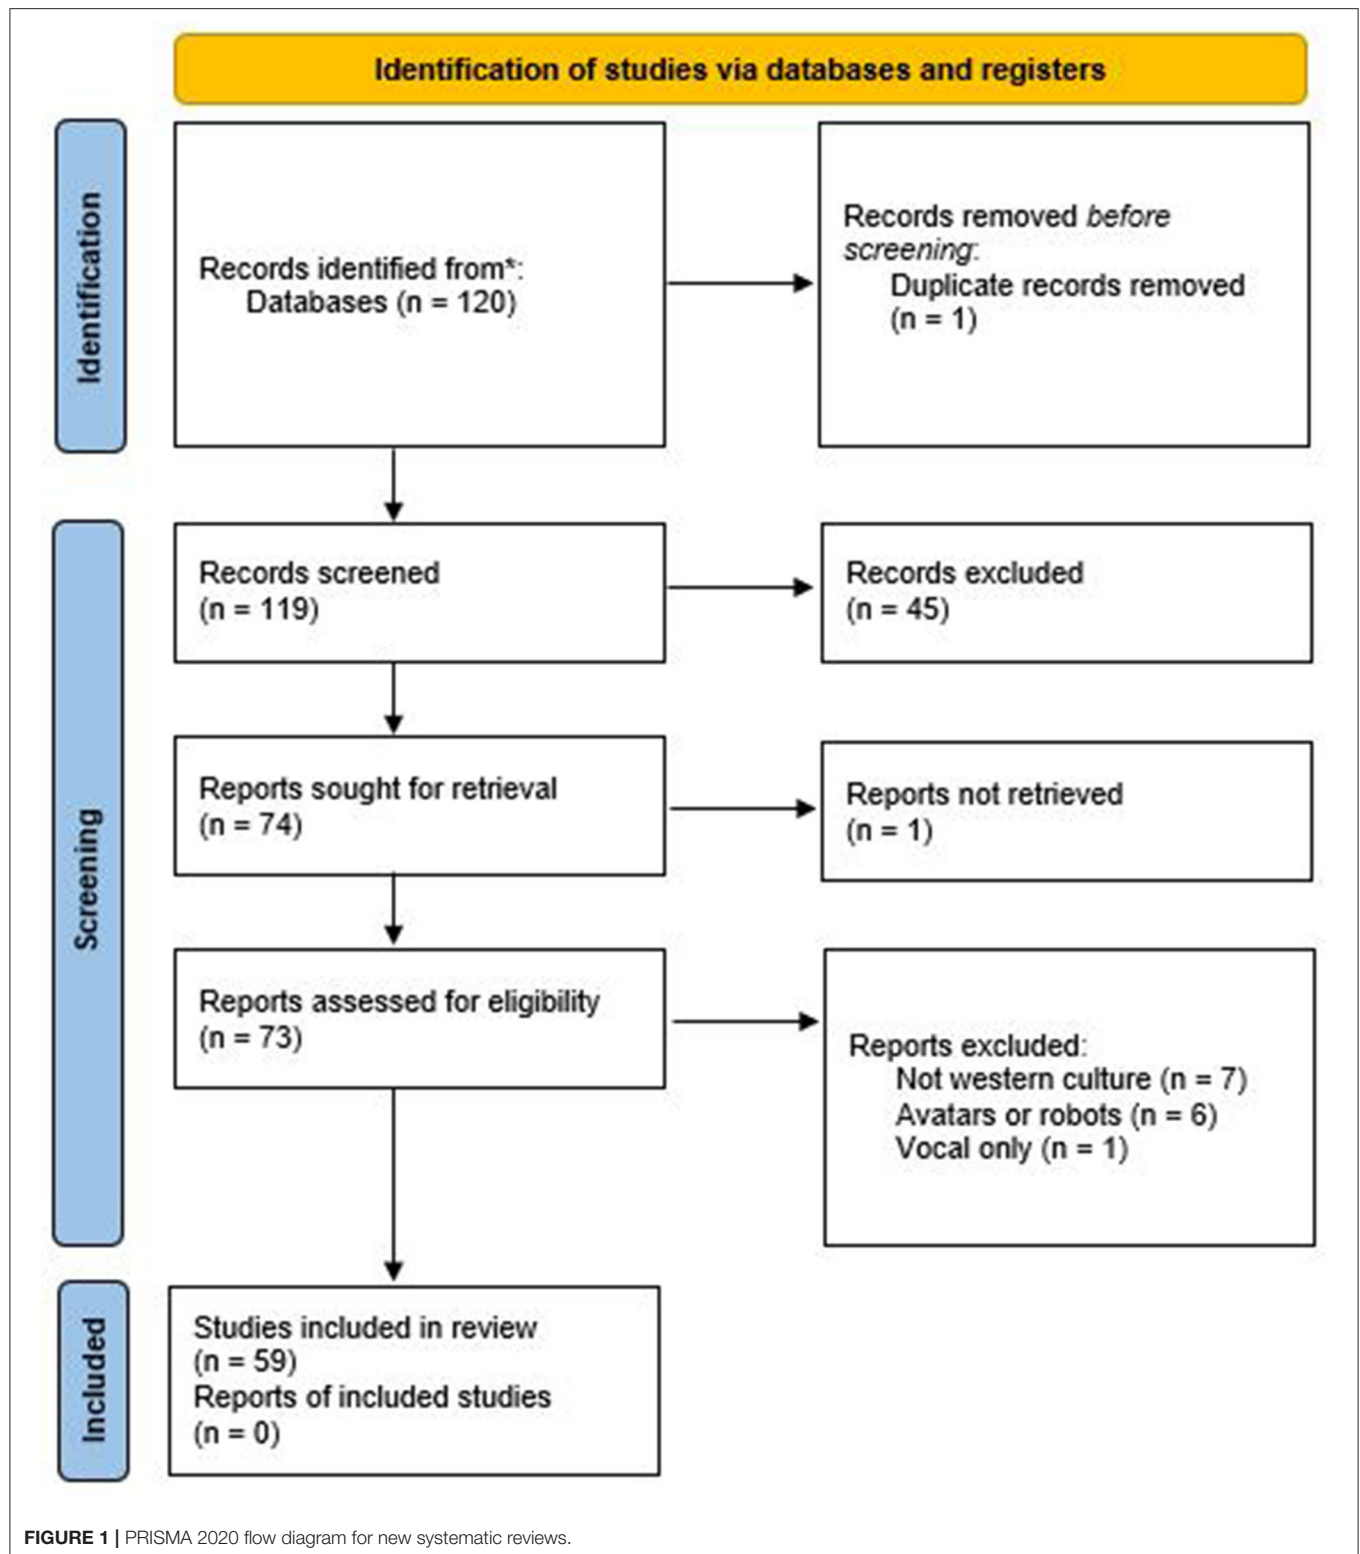 Identification of studies via databases and registers
Identification
Records identified from*:
Databases (n = 120)
Records removed before
screening:
Duplicate records removed
(n = 1)
Screening
Records screened
(n = 119)
Records excluded
(n = 45)
Reports sought for retrieval
(n = 74)
Reports not retrieved
(n = 1)
Reports assessed for eligibility
(n = 73)
Reports excluded:
Not western culture (n = 7)
Avatars or robots (n = 6)
Vocal only (n = 1)
Included
Studies included in review
(n = 59)
Reports of included studies
(n = 0)
FIGURE 1 | PRISMA 2020 flow diagram for new systematic reviews.